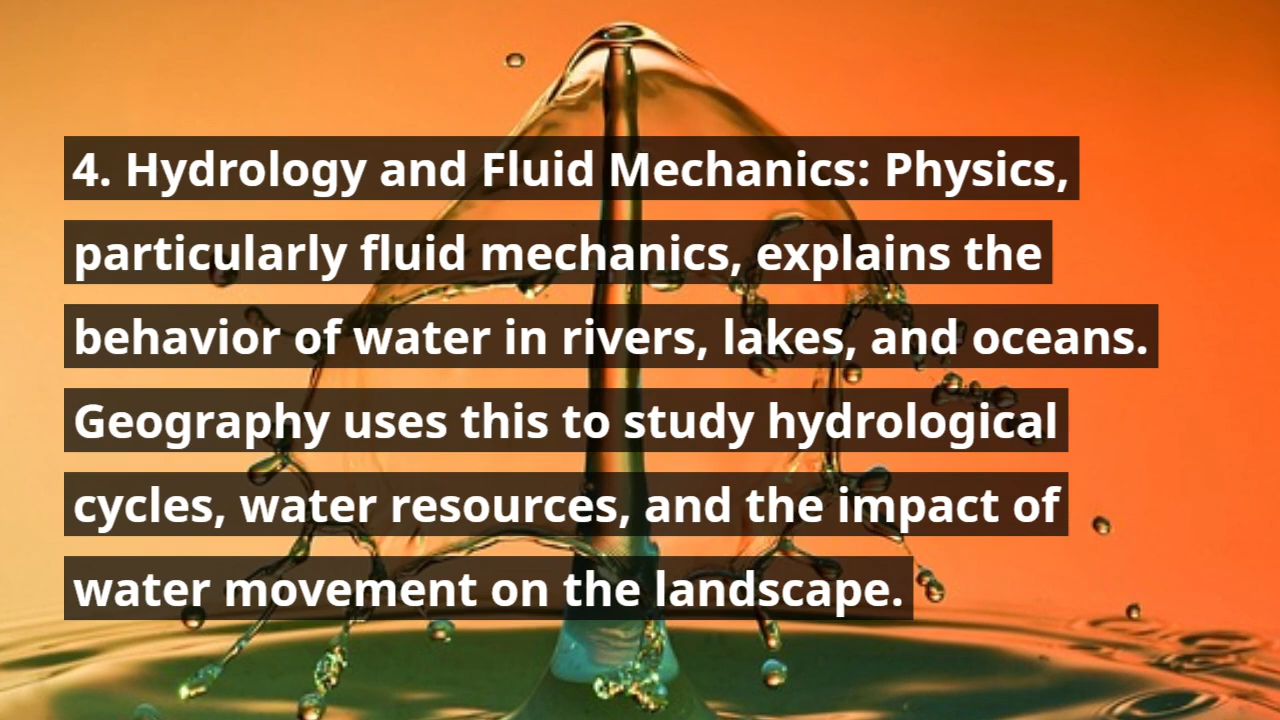 4. Hydrology and Fluid Mechanics: Physics,
particularly fluid mechanics, explains the
behavior of water in rivers, lakes, and oceans.
Geography uses this to study hydrological
cycles, water resources, and the impact of
water movement on the landscape.